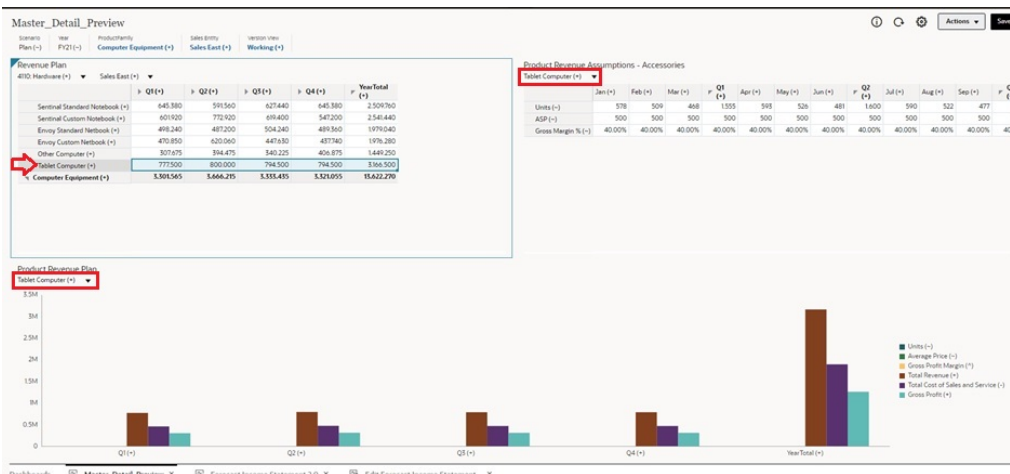 Master_Detail_Preview
Actions
Scenario Year ProductFamily Sales Entity Version View
Plan (~) FY21 (~) Computer Equipment (+) Sales East (+) Working (+)
Revenue Plan
4110: Hardware (+) Sales East (+)
Q1(+) Q2(+) Q3(+) Q4(+) YearTotal (+)
Sentinal Standard Notebook (+) 645.380 591.560 627.440 645.380 2.509.760
Sentinal Custom Notebook (+) 601.920 772.920 619.400 547.200 2.541.440
Envoy Standard Netbook (+) 498.240 487.200 504.240 489.360 1.979.040
Envoy Custom Netbook (+) 470.850 620.060 447.630 437.740 1.976.280
Other Computer (+) 307.675 394.475 340.225 406.875 1.449.250
Tablet Computer (+) 777.500 800.000 794.500 794.500 3.166.500
Computer Equipment (+) 3.301.565 3.666.215 3.333.435 3.321.055 13.622.270
Product Revenue Assumptions - Accessories
Tablet Computer (+)
Jan (+) Feb (+) Mar (+) Q1 (+) Apr (+) May (+) Jun (+) Q2 (+) Jul (+) Aug (+) Sep (+)
Units (~) 578 509 468 1.555 593 526 481 1.600 590 522 477
ASP (~) 500 500 500 500 500 500 500 500 500 500 500
Gross Margin % (~) 40.00% 40.00% 40.00% 40.00% 40.00% 40.00% 40.00% 40.00% 40.00% 40.00% 40.00%
Product Revenue Plan
Tablet Computer (+)
3.5M
3M
2.5M
2M
1.5M
1M
0.5M
0
Q1 (+) Q2 (+) Q3 (+) Q4 (+) YearTotal (+)
Units (~)
Average Price (~)
Gross Profit Margin (^)
Total Revenue (+)
Total Cost of Sales and Service (-)
Gross Profit (+)
Dashboards Master_Detail_Preview Forecast Income Statement 2.0 Edit Forecast Income Statement